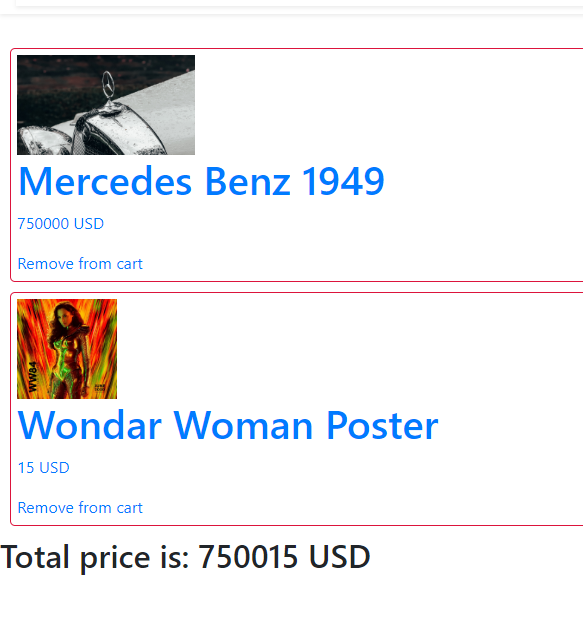 Mercedes Benz 1949
750000 USD
Remove from cart
WW84
Wondar Woman Poster
15 USD
Remove from cart
Total price is: 750015 USD